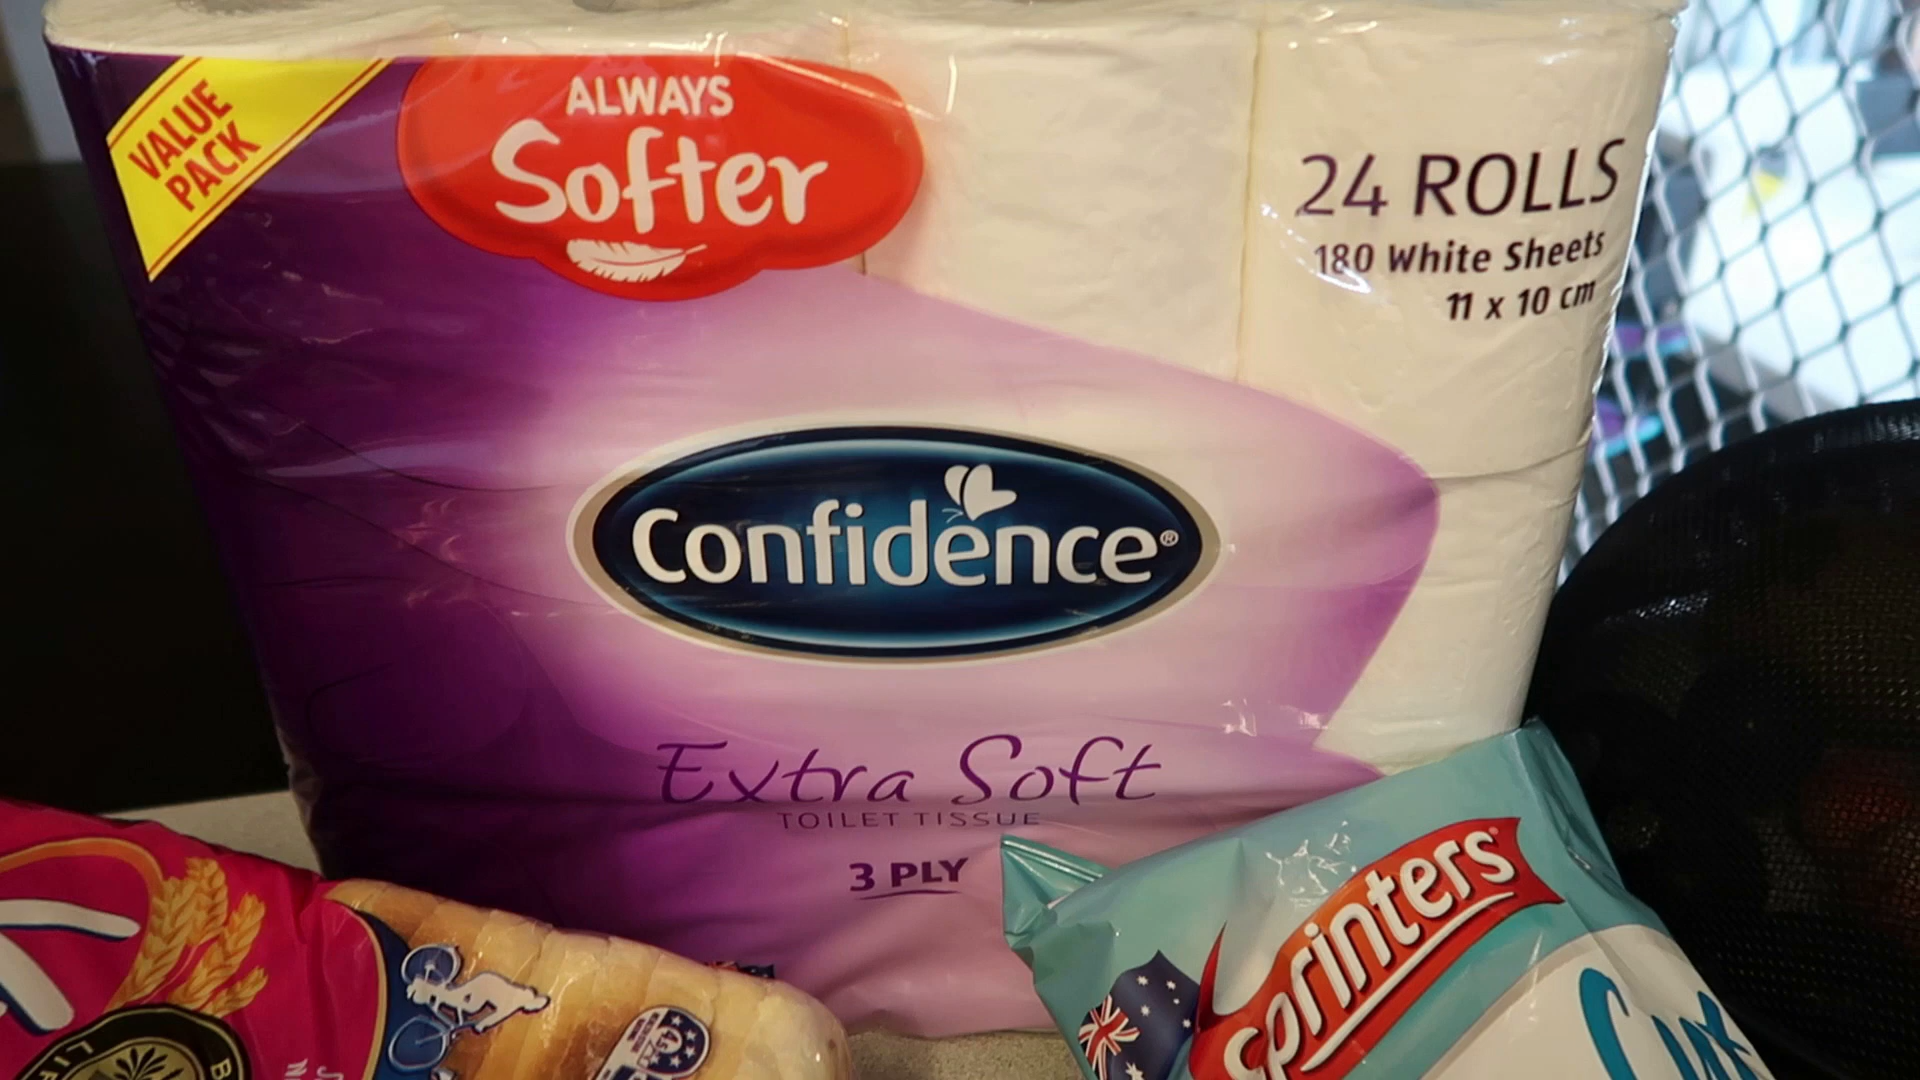 VALUE
PACK
ALWAYS
Softer
24 ROLLS
180 White Sheets
11 x 10 cm
Confidence®
Extra Soft
TOILET TISSUE
3 PLY
Sprinters